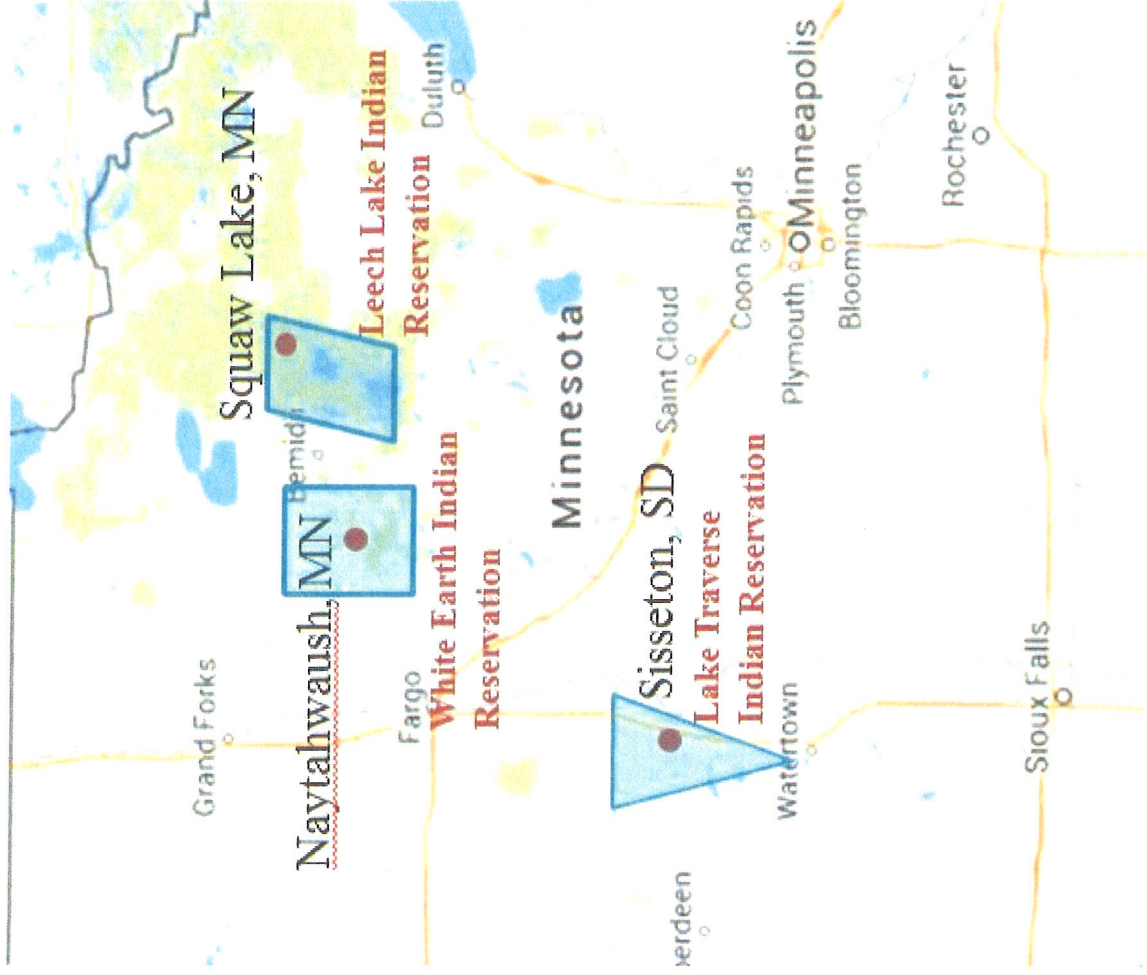 Grand Forks
Squaw Lake, MN
Bemidji
Naytahwaush, MN
Leech Lake Indian
Reservation
Duluth
Fargo
White Earth Indian
Reservation
Minnesota
Sisseton, SD
Saint Cloud
erdeen
Lake Traverse
Indian Reservation
Coon Rapids
Watertown
Plymouth
Minneapolis
Bloomington
Rochester
Sioux Falls